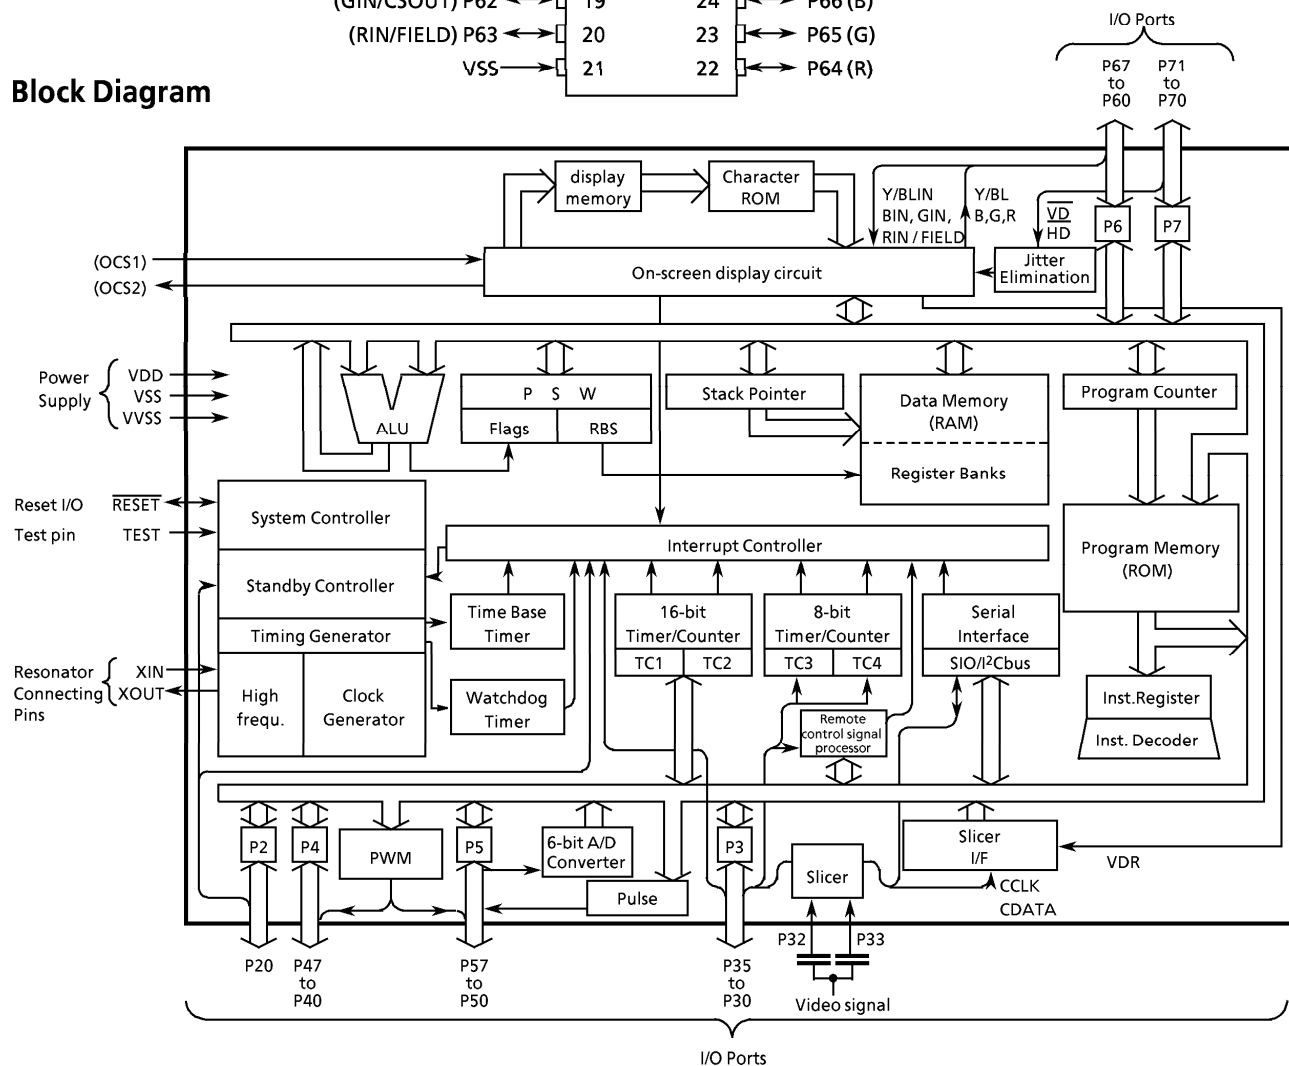 (GIN/CSOUT) P62 19 24 P66 (B)
(RIN/FIELD) P63 20 23 P65 (G)
VSS 21 22 P64 (R)
Block Diagram
I/O Ports
P67 to P60
P71 to P70
display memory
Character ROM
Y/BLIN
BIN, GIN,
RIN / FIELD
Y/BL
B,G,R
VD
HD
P6
P7
(OCS1)
(OCS2)
On-screen display circuit
Jitter
Elimination
Power
Supply
VDD
VSS
VVSS
ALU
P S W
Flags
RBS
Stack Pointer
Data Memory
(RAM)
Register Banks
Program Counter
Reset I/O
RESET
Test pin
TEST
System Controller
Standby Controller
Timing Generator
High
frequ.
Clock
Generator
Interrupt Controller
Program Memory
(ROM)
Time Base
Timer
Watchdog
Timer
16-bit
Timer/Counter
TC1
TC2
8-bit
Timer/Counter
TC3
TC4
Serial
Interface
SIO/I²Cbus
Resonator
Connecting
Pins
XIN
XOUT
Remote
control signal
processor
Inst.Register
Inst. Decoder
P2
P4
PWM
P5
6-bit A/D
Converter
Pulse
P3
Slicer
Slicer
I/F
VDR
CCLK
CDATA
P32
P33
Video signal
P20
P47
to
P40
P57
to
P50
P35
to
P30
I/O Ports